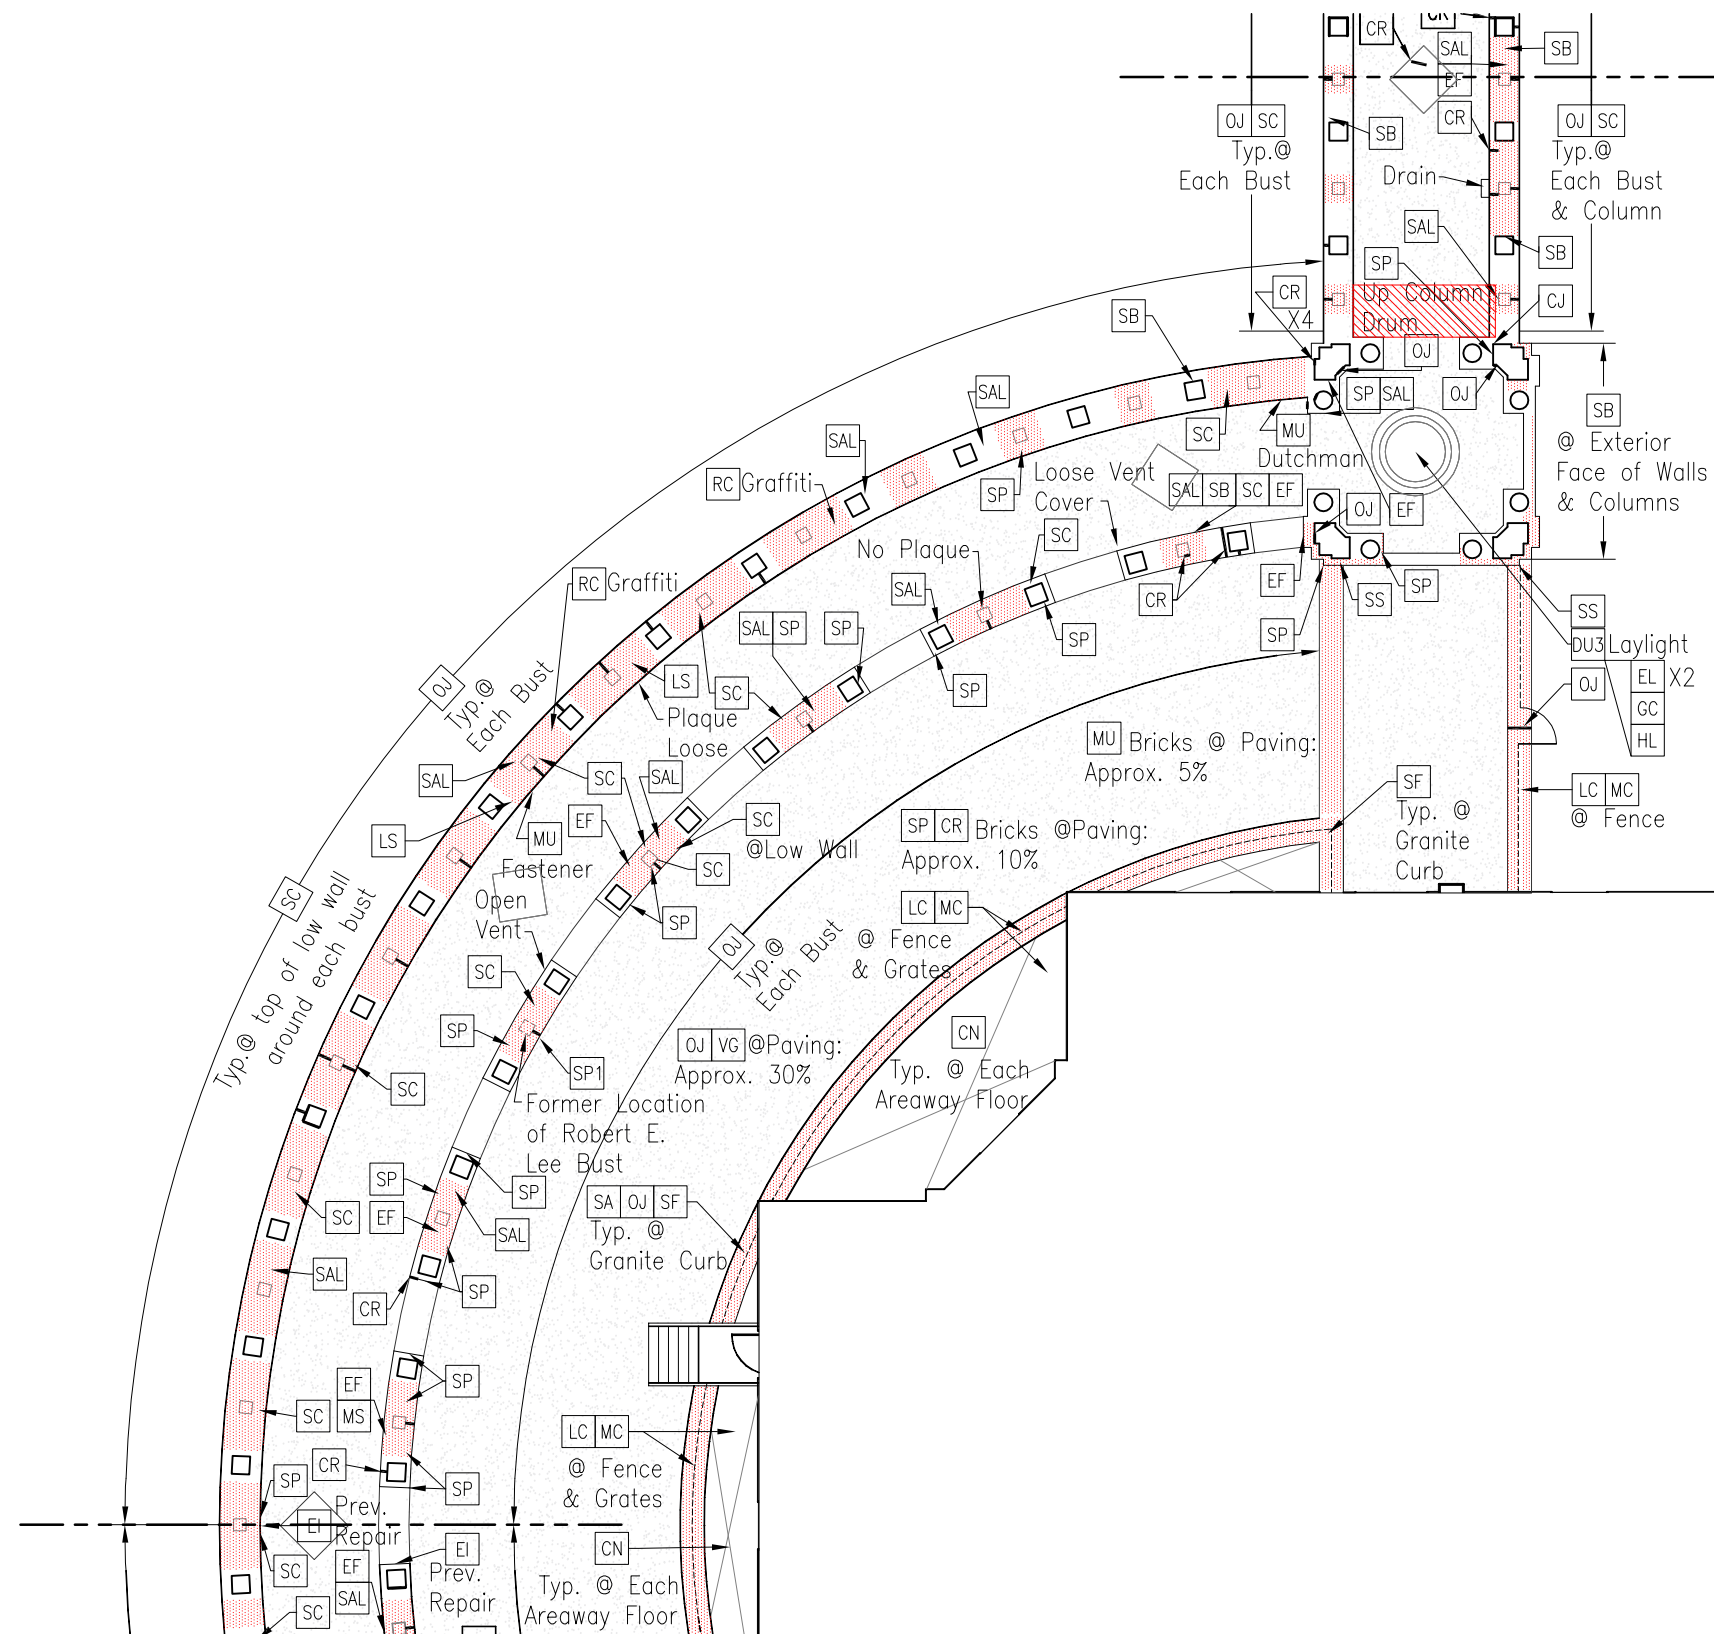 CR
CR
SAL
EF
SB
OJ SC
Typ.@
Each Bust
SB
CR
OJ SC
Typ.@
Each Bust
& Column
Drain
SAL
SB
SP
CR
X4
Up Column
Drum
CJ
SB
OJ
SP SAL
OJ
SB
@ Exterior
Face of Walls
& Columns
SAL
SC
MU
Dutchman
SAL
RC Graffiti
SP
Loose Vent
Cover
SAL SB SC EF
OJ
EF
No Plaque
SC
RC Graffiti
SAL
CR
EF
SP
SS
SS
SAL SP
SP
SP
SP
DU3 Laylight
EL X2
GC
HL
OJ
OJ
Typ.@
Each Bust
LS
SC
SP
Plaque
Loose
MU Bricks @ Paving:
Approx. 5%
SAL
SC
SAL
SF
Typ. @
Granite
Curb
LC MC
@ Fence
LS
MU
Fastener
EF
SC
@Low Wall
SP CR Bricks @Paving:
Approx. 10%
SC
SC
Typ.@ top of low wall
around each bust
Open
Vent
SP
LC MC
@ Fence
& Grates
OJ
Typ.@
Each Bust
SC
SP
SP1
OJ VG @Paving:
Approx. 30%
CN
Typ. @ Each
Areaway Floor
SC
Former Location
of Robert E.
Lee Bust
SP
SP
SC
EF
SAL
SA OJ SF
Typ. @
Granite Curb
SAL
CR
SP
EF
MS
SP
SC
LC MC
@ Fence
& Grates
CR
SP
SP
EI
Prev.
Repair
EI
Prev.
Repair
CN
Typ. @ Each
Areaway Floor
SC
EF
SAL
SC